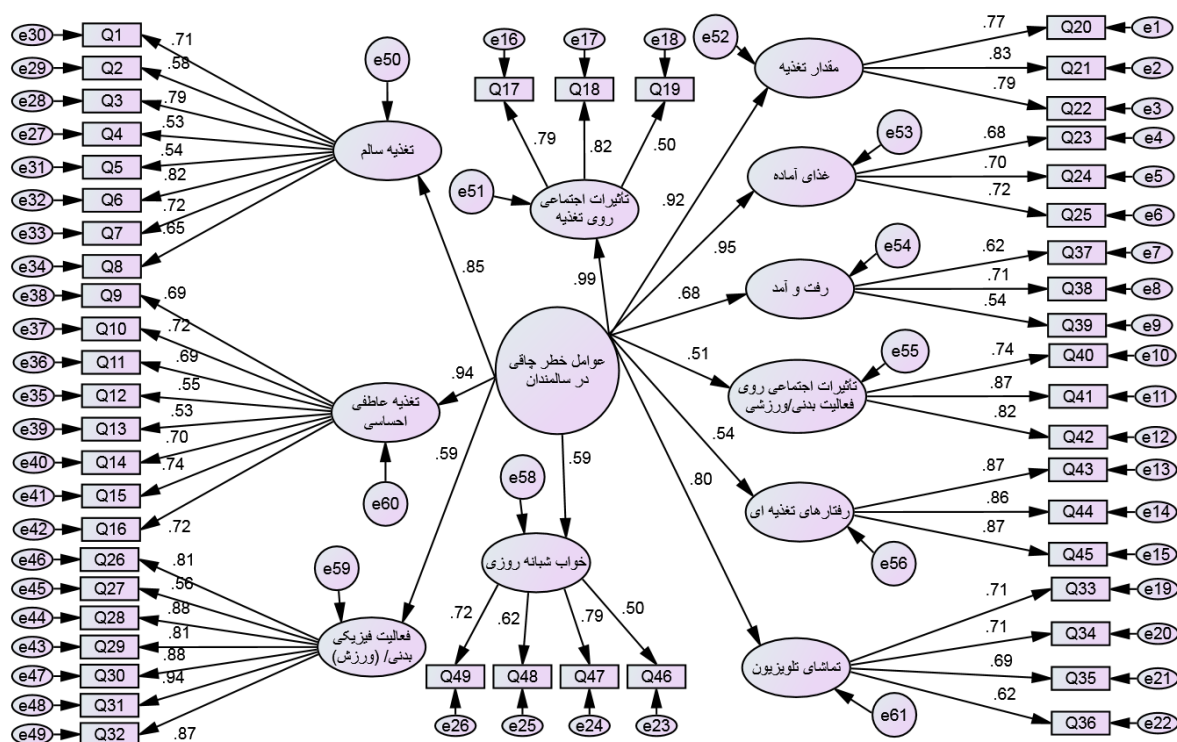 e30
Q1
.71
e29
Q2
.58
e28
Q3
.79
e27
Q4
.53
e31
Q5
.54
e32
Q6
.82
e33
Q7
.72
e34
Q8
.65
e50
تغذیه سالم
.85
e38
Q9
.69
e37
Q10
.72
e36
Q11
.69
e35
Q12
.55
e39
Q13
.53
e40
Q14
.70
e41
Q15
.74
e42
Q16
.72
تغذیه عاطفی
احساسی
e60
.94
e46
Q26
.81
e45
Q27
.56
e44
Q28
.88
e43
Q29
.81
e47
Q30
.88
e48
Q31
.94
e49
Q32
.87
e59
فعالیت فیزیکی
بدنی/ (ورزش)
.59
e16
e17
e18
Q17
Q18
Q19
.79
.82
.50
e51
تأثیرات اجتماعی
روی تغذیه
.99
عوامل خطر چاقی
در سالمندان
.59
e58
خواب شبانه روزی
.72
.62
.79
.50
Q49
Q48
Q47
Q46
e26
e25
e24
e23
e52
مقدار تغذیه
.92
.77
Q20
e1
.83
Q21
e2
.79
Q22
e3
e53
غذای آماده
.95
.68
Q23
e4
.70
Q24
e5
.72
Q25
e6
e54
رفت و آمد
.68
.62
Q37
e7
.71
Q38
e8
.54
Q39
e9
e55
تأثیرات اجتماعی روی
فعالیت بدنی/ورزشی
.51
.74
Q40
e10
.87
Q41
e11
.82
Q42
e12
.54
رفتارهای تغذیه ای
e56
.87
Q43
e13
.86
Q44
e14
.87
Q45
e15
.80
تماشای تلویزیون
e61
.71
Q33
e19
.71
Q34
e20
.69
Q35
e21
.62
Q36
e22